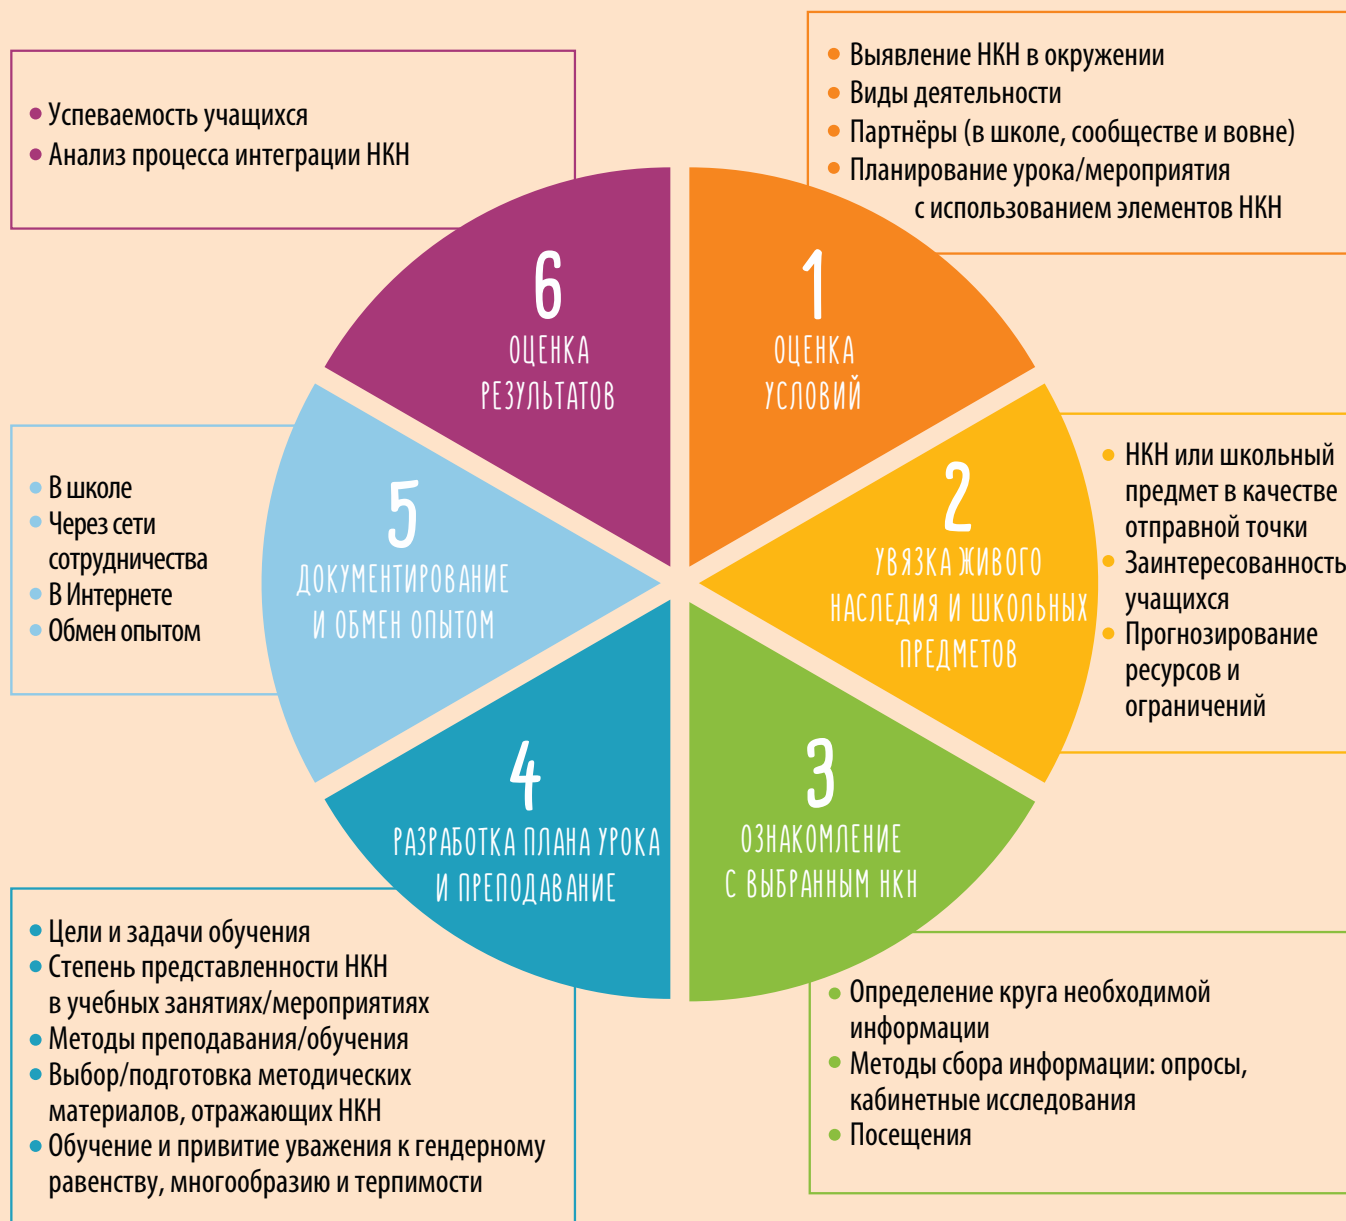 Успеваемость учащихся
Анализ процесса интеграции НКН
Выявление НКН в окружении
Виды деятельности
Партнёры (в школе, сообществе и вовне)
Планирование урока/мероприятия
с использованием элементов НКН
6
ОЦЕНКА
РЕЗУЛЬТАТОВ
1
ОЦЕНКА
УСЛОВИЙ
В школе
Через сети
сотрудничества
В Интернете
Обмен опытом
5
ДОКУМЕНТИРОВАНИЕ
И ОБМЕН ОПЫТОМ
2
УВЯЗКА ЖИВОГО
НАСЛЕДИЯ И ШКОЛЬНЫХ
ПРЕДМЕТОВ
НКН или школьный
предмет в качестве
отправной точки
Заинтересованность
учащихся
Прогнозирование
ресурсов и
ограничений
4
РАЗРАБОТКА ПЛАНА УРОКА
И ПРЕПОДАВАНИЕ
3
ОЗНАКОМЛЕНИЕ
С ВЫБРАННЫМ НКН
Цели и задачи обучения
Степень представленности НКН
в учебных занятиях/мероприятиях
Методы преподавания/обучения
Выбор/подготовка методических
материалов, отражающих НКН
Обучение и привитие уважения к гендерному
равенству, многообразию и терпимости
Определение круга необходимой
информации
Методы сбора информации: опросы,
кабинетные исследования
Посещения